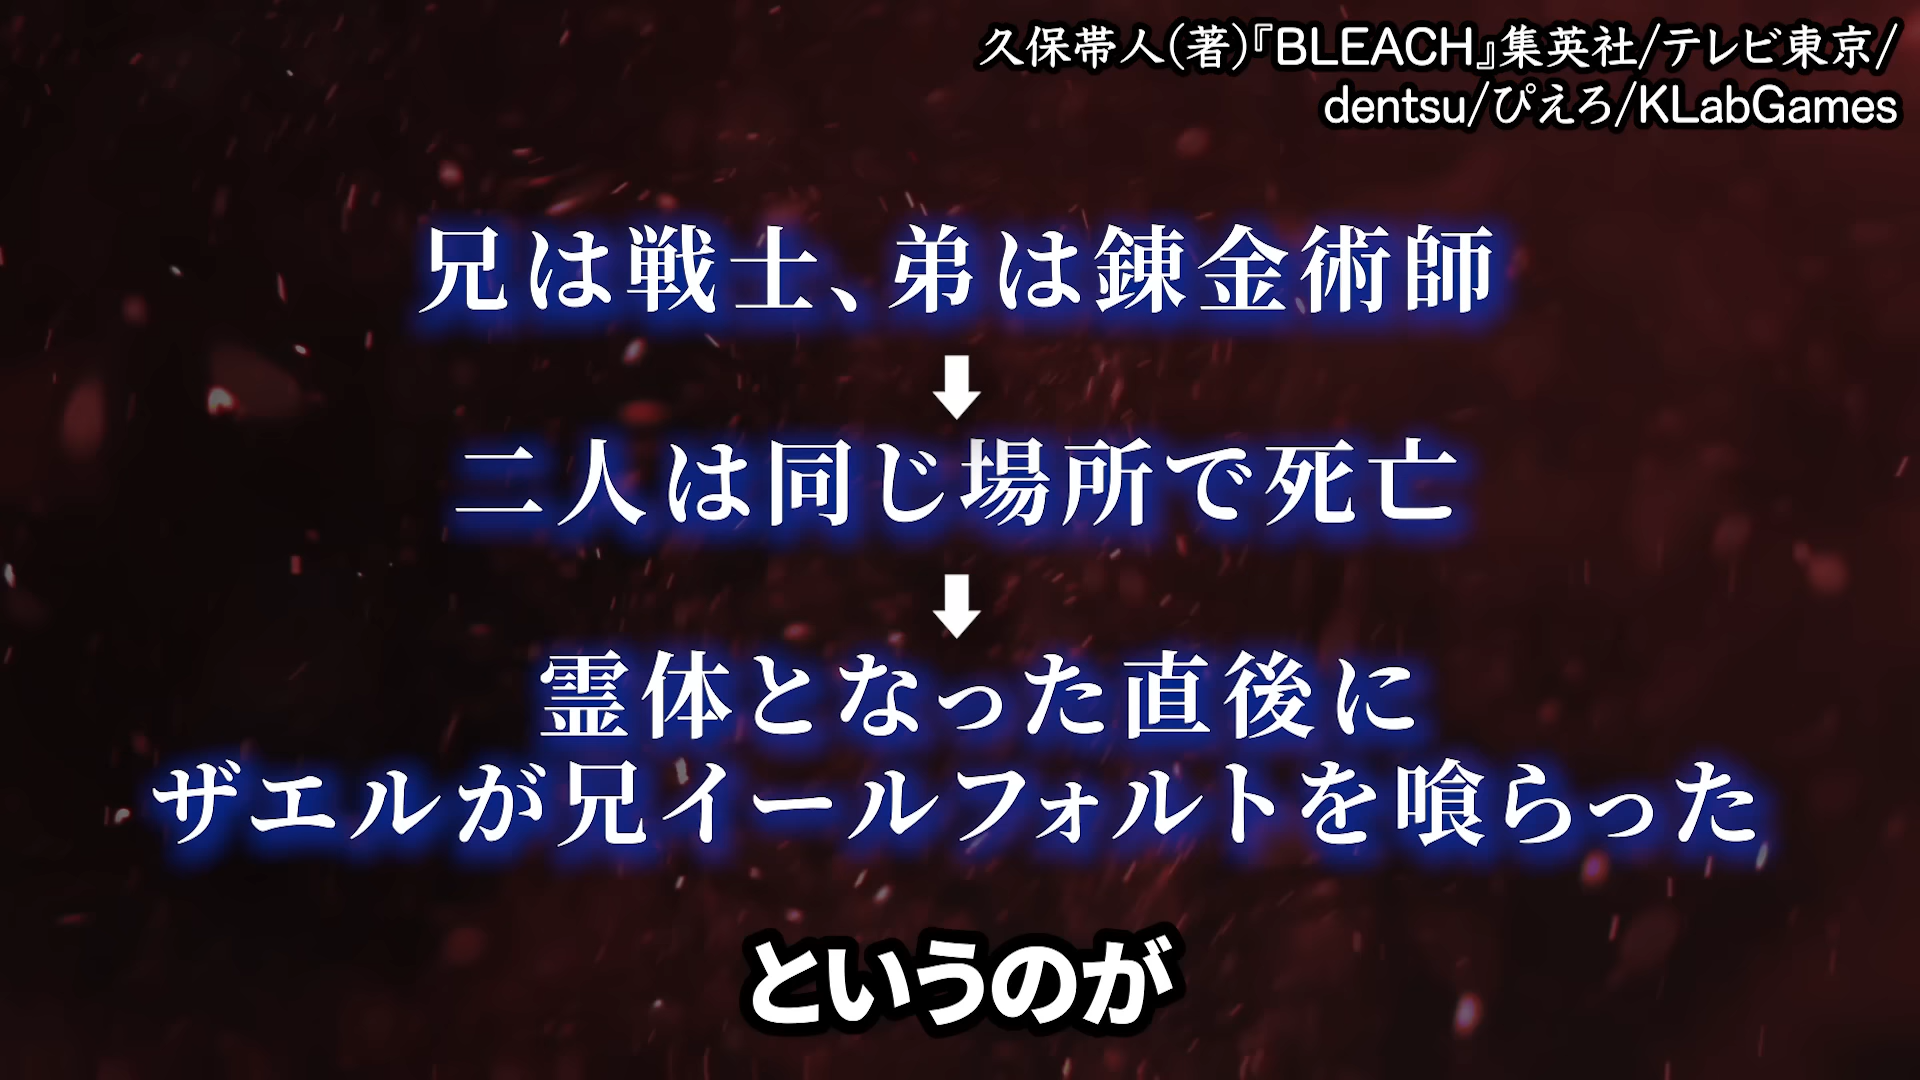 久保帯人(著)『BLEACH』集英社/テレビ東京/
dentsu/ぴえろ/KLabGames
兄は戦士、弟は錬金術師
⬇
二人は同じ場所で死亡
⬇
霊体となった直後に
ザエルが兄イールフォルトを喰らった
というのが